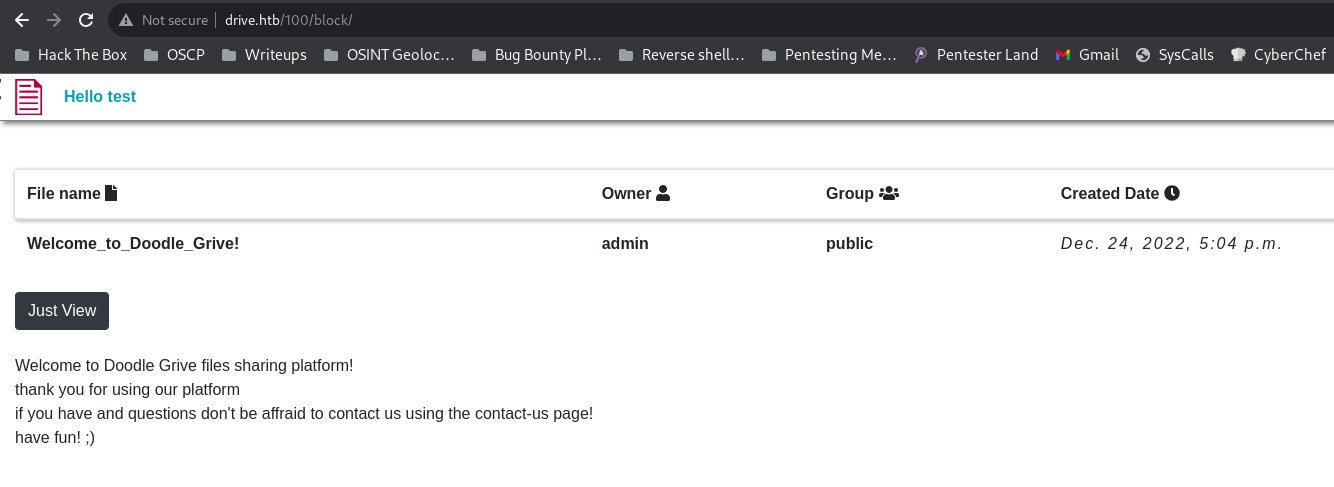 Not secure drive.htb/100/block/
Hack The Box OSCP Writeups OSINT Geoloc... Bug Bounty Pl... Reverse shell... Pentesting Me... Pentester Land Gmail SysCalls CyberChef
Hello test
File name Owner Group Created Date
Welcome_to_Doodle_Grive! admin public Dec. 24, 2022, 5:04 p.m.
Just View
Welcome to Doodle Grive files sharing platform!
thank you for using our platform
if you have and questions don't be affraid to contact us using the contact-us page!
have fun! ;)